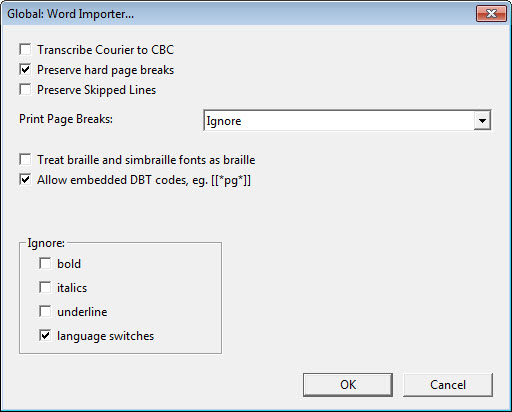 Global: Word Importer...
Transcribe Courier to CBC
Preserve hard page breaks
Preserve Skipped Lines
Print Page Breaks: Ignore
Treat braille and simbraille fonts as braille
Allow embedded DBT codes, eg. [[*pg*]]
Ignore:
bold
italics
underline
language switches
OK Cancel